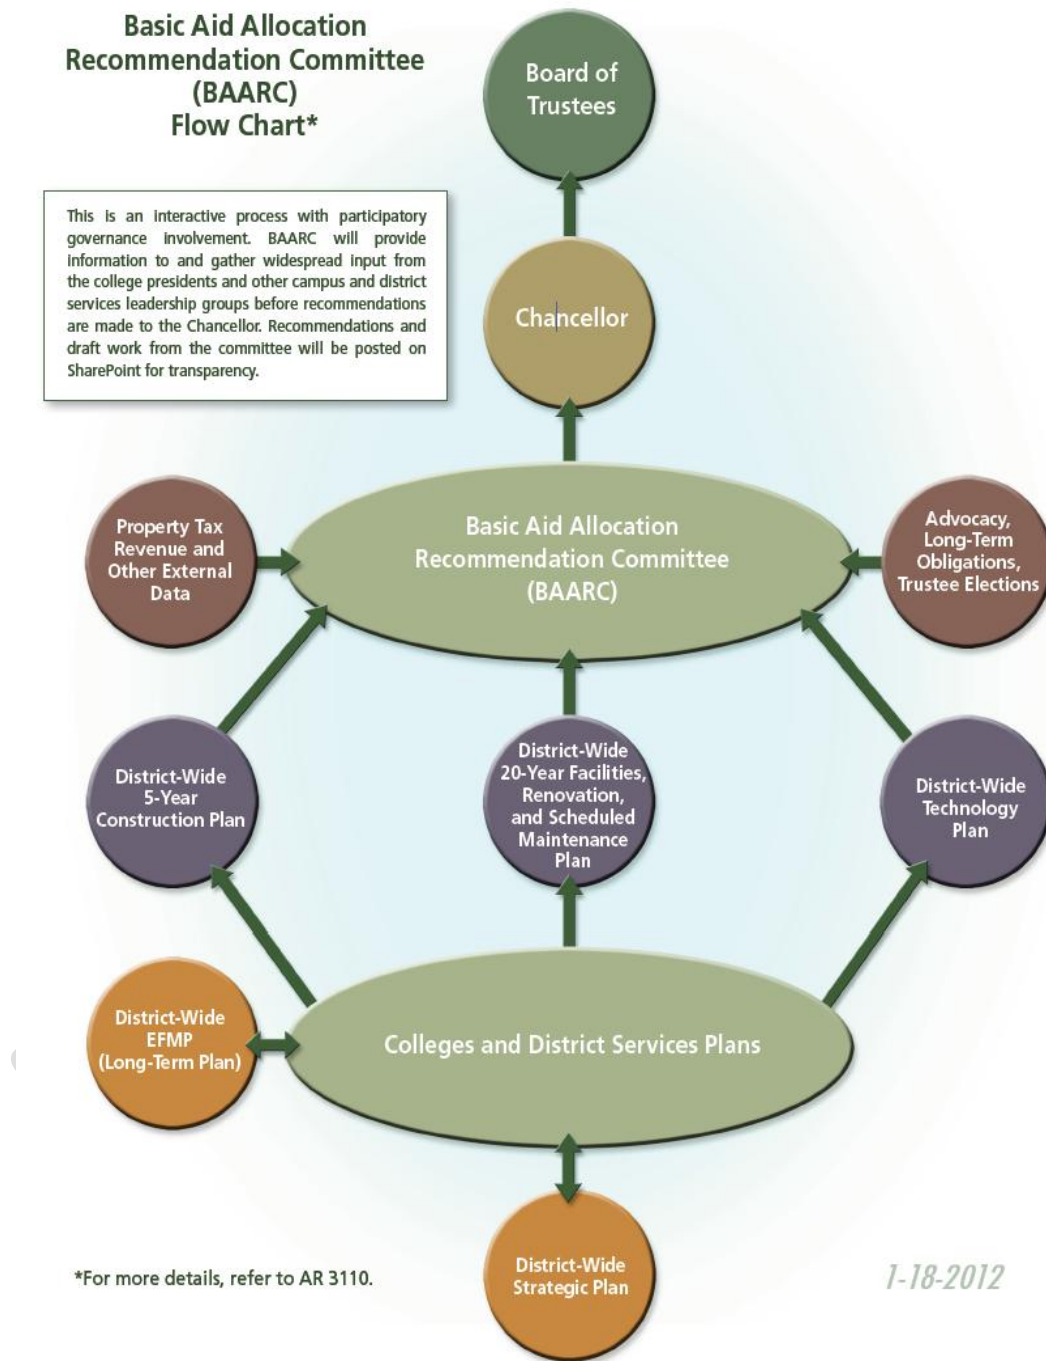 Basic Aid Allocation
Recommendation Committee
(BAARC)
Flow Chart*
Board of
Trustees
This is an interactive process with participatory
governance involvement. BAARC will provide
information to and gather widespread input from
the college presidents and other campus and district
services leadership groups before recommendations
are made to the Chancellor. Recommendations and
draft work from the committee will be posted on
SharePoint for transparency.
Chancellor
Property Tax
Revenue and
Other External
Data
Basic Aid Allocation
Recommendation Committee
(BAARC)
Advocacy,
Long-Term
Obligations,
Trustee Elections
District-Wide
5-Year
Construction Plan
District-Wide
20-Year Facilities,
Renovation,
and Scheduled
Maintenance
Plan
District-Wide
Technology
Plan
District-Wide
EFMP
(Long-Term Plan)
Colleges and District Services Plans
District-Wide
Strategic Plan
*For more details, refer to AR 3110.
1-18-2012